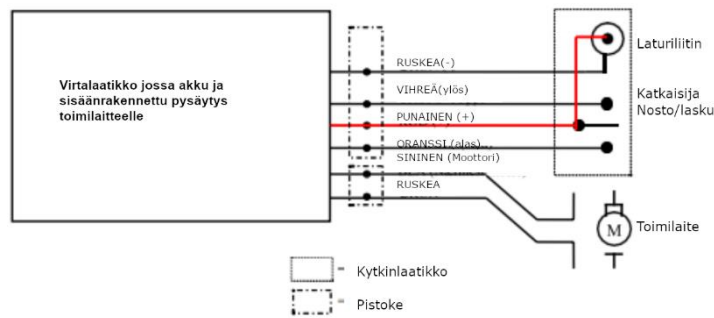 Virtalaatikko jossa akku ja
sisäänrakennettu pysäytys
toimilaitteelle
RUSKEA(-)
VIHREÄ(ylös)
PUNAINEN (+)
ORANSSI (alas)
SININEN (Moottori)
RUSKEA
Laturiliitin
Katkaisija
Nosto/lasku
M
Toimilaite
= Kytkinlaatikko
= Pistoke